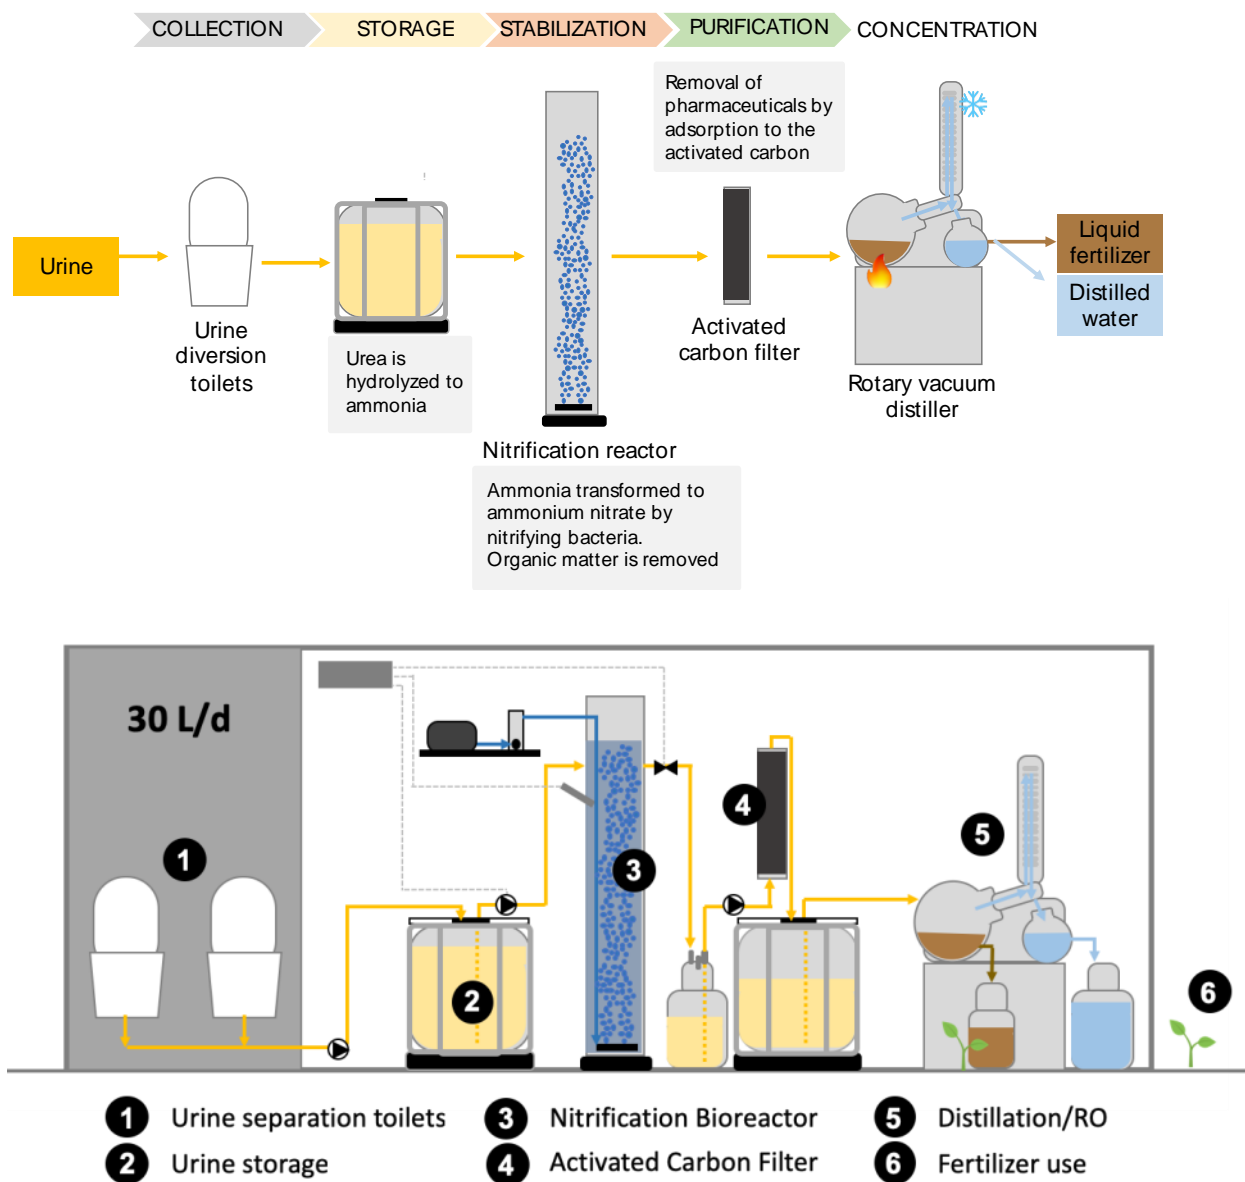 COLLECTION
STORAGE
STABILIZATION
PURIFICATION
CONCENTRATION
Removal of
pharmaceuticals by
adsorption to the
activated carbon
Urine
Urine
diversion
toilets
Urea is
hydrolyzed to
ammonia
Nitrification reactor
Ammonia transformed to
ammonium nitrate by
nitrifying bacteria.
Organic matter is removed
Activated
carbon filter
Rotary vacuum
distiller
Liquid
fertilizer
Distilled
water
30 L/d
1
2
3
4
5
6
1 Urine separation toilets
2 Urine storage
3 Nitrification Bioreactor
4 Activated Carbon Filter
5 Distillation/RO
6 Fertilizer use